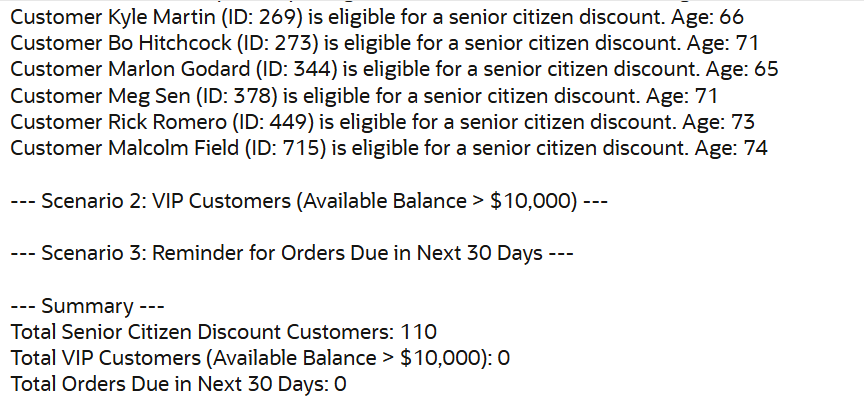 Customer Kyle Martin (ID: 269) is eligible for a senior citizen discount. Age: 66
Customer Bo Hitchcock (ID: 273) is eligible for a senior citizen discount. Age: 71
Customer Marlon Godard (ID: 344) is eligible for a senior citizen discount. Age: 65
Customer Meg Sen (ID: 378) is eligible for a senior citizen discount. Age: 71
Customer Rick Romero (ID: 449) is eligible for a senior citizen discount. Age: 73
Customer Malcolm Field (ID: 715) is eligible for a senior citizen discount. Age: 74
--- Scenario 2: VIP Customers (Available Balance > $10,000) ---
--- Scenario 3: Reminder for Orders Due in Next 30 Days ---
--- Summary ---
Total Senior Citizen Discount Customers: 110
Total VIP Customers (Available Balance > $10,000): 0
Total Orders Due in Next 30 Days: 0